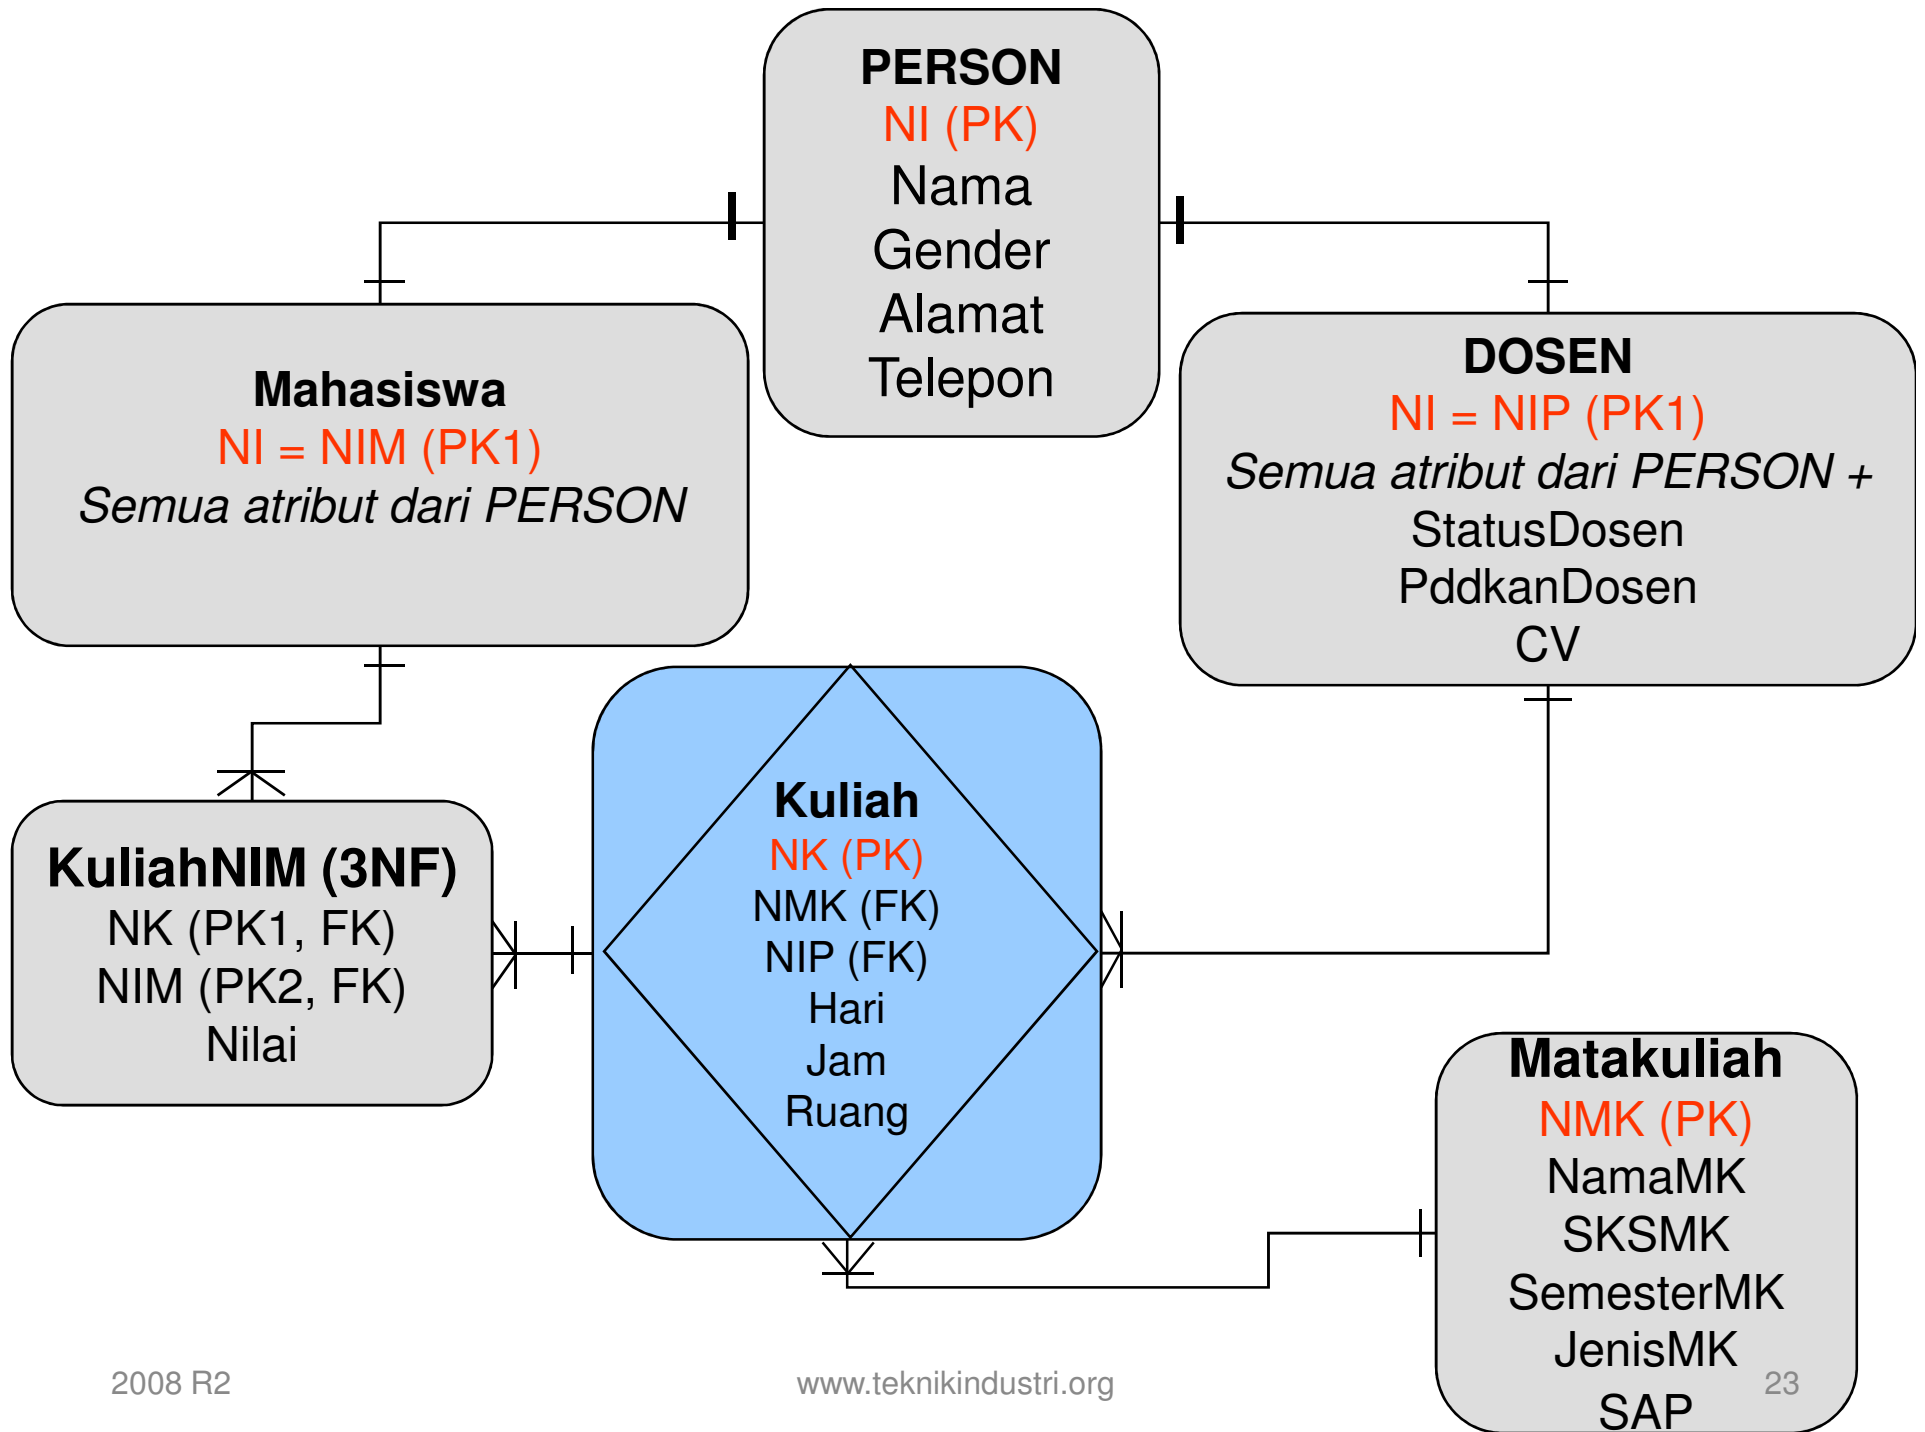 PERSON
NI (PK)
Nama
Gender
Alamat
Telepon
Mahasiswa
NI = NIM (PK1)
Semua atribut dari PERSON
DOSEN
NI = NIP (PK1)
Semua atribut dari PERSON +
StatusDosen
PddkanDosen
CV
KuliahNIM (3NF)
NK (PK1, FK)
NIM (PK2, FK)
Nilai
Kuliah
NK (PK)
NMK (FK)
NIP (FK)
Hari
Jam
Ruang
Matakuliah
NMK (PK)
NamaMK
SKSMK
SemesterMK
JenisMK
SAP
2008 R2
www.teknikindustri.org
23